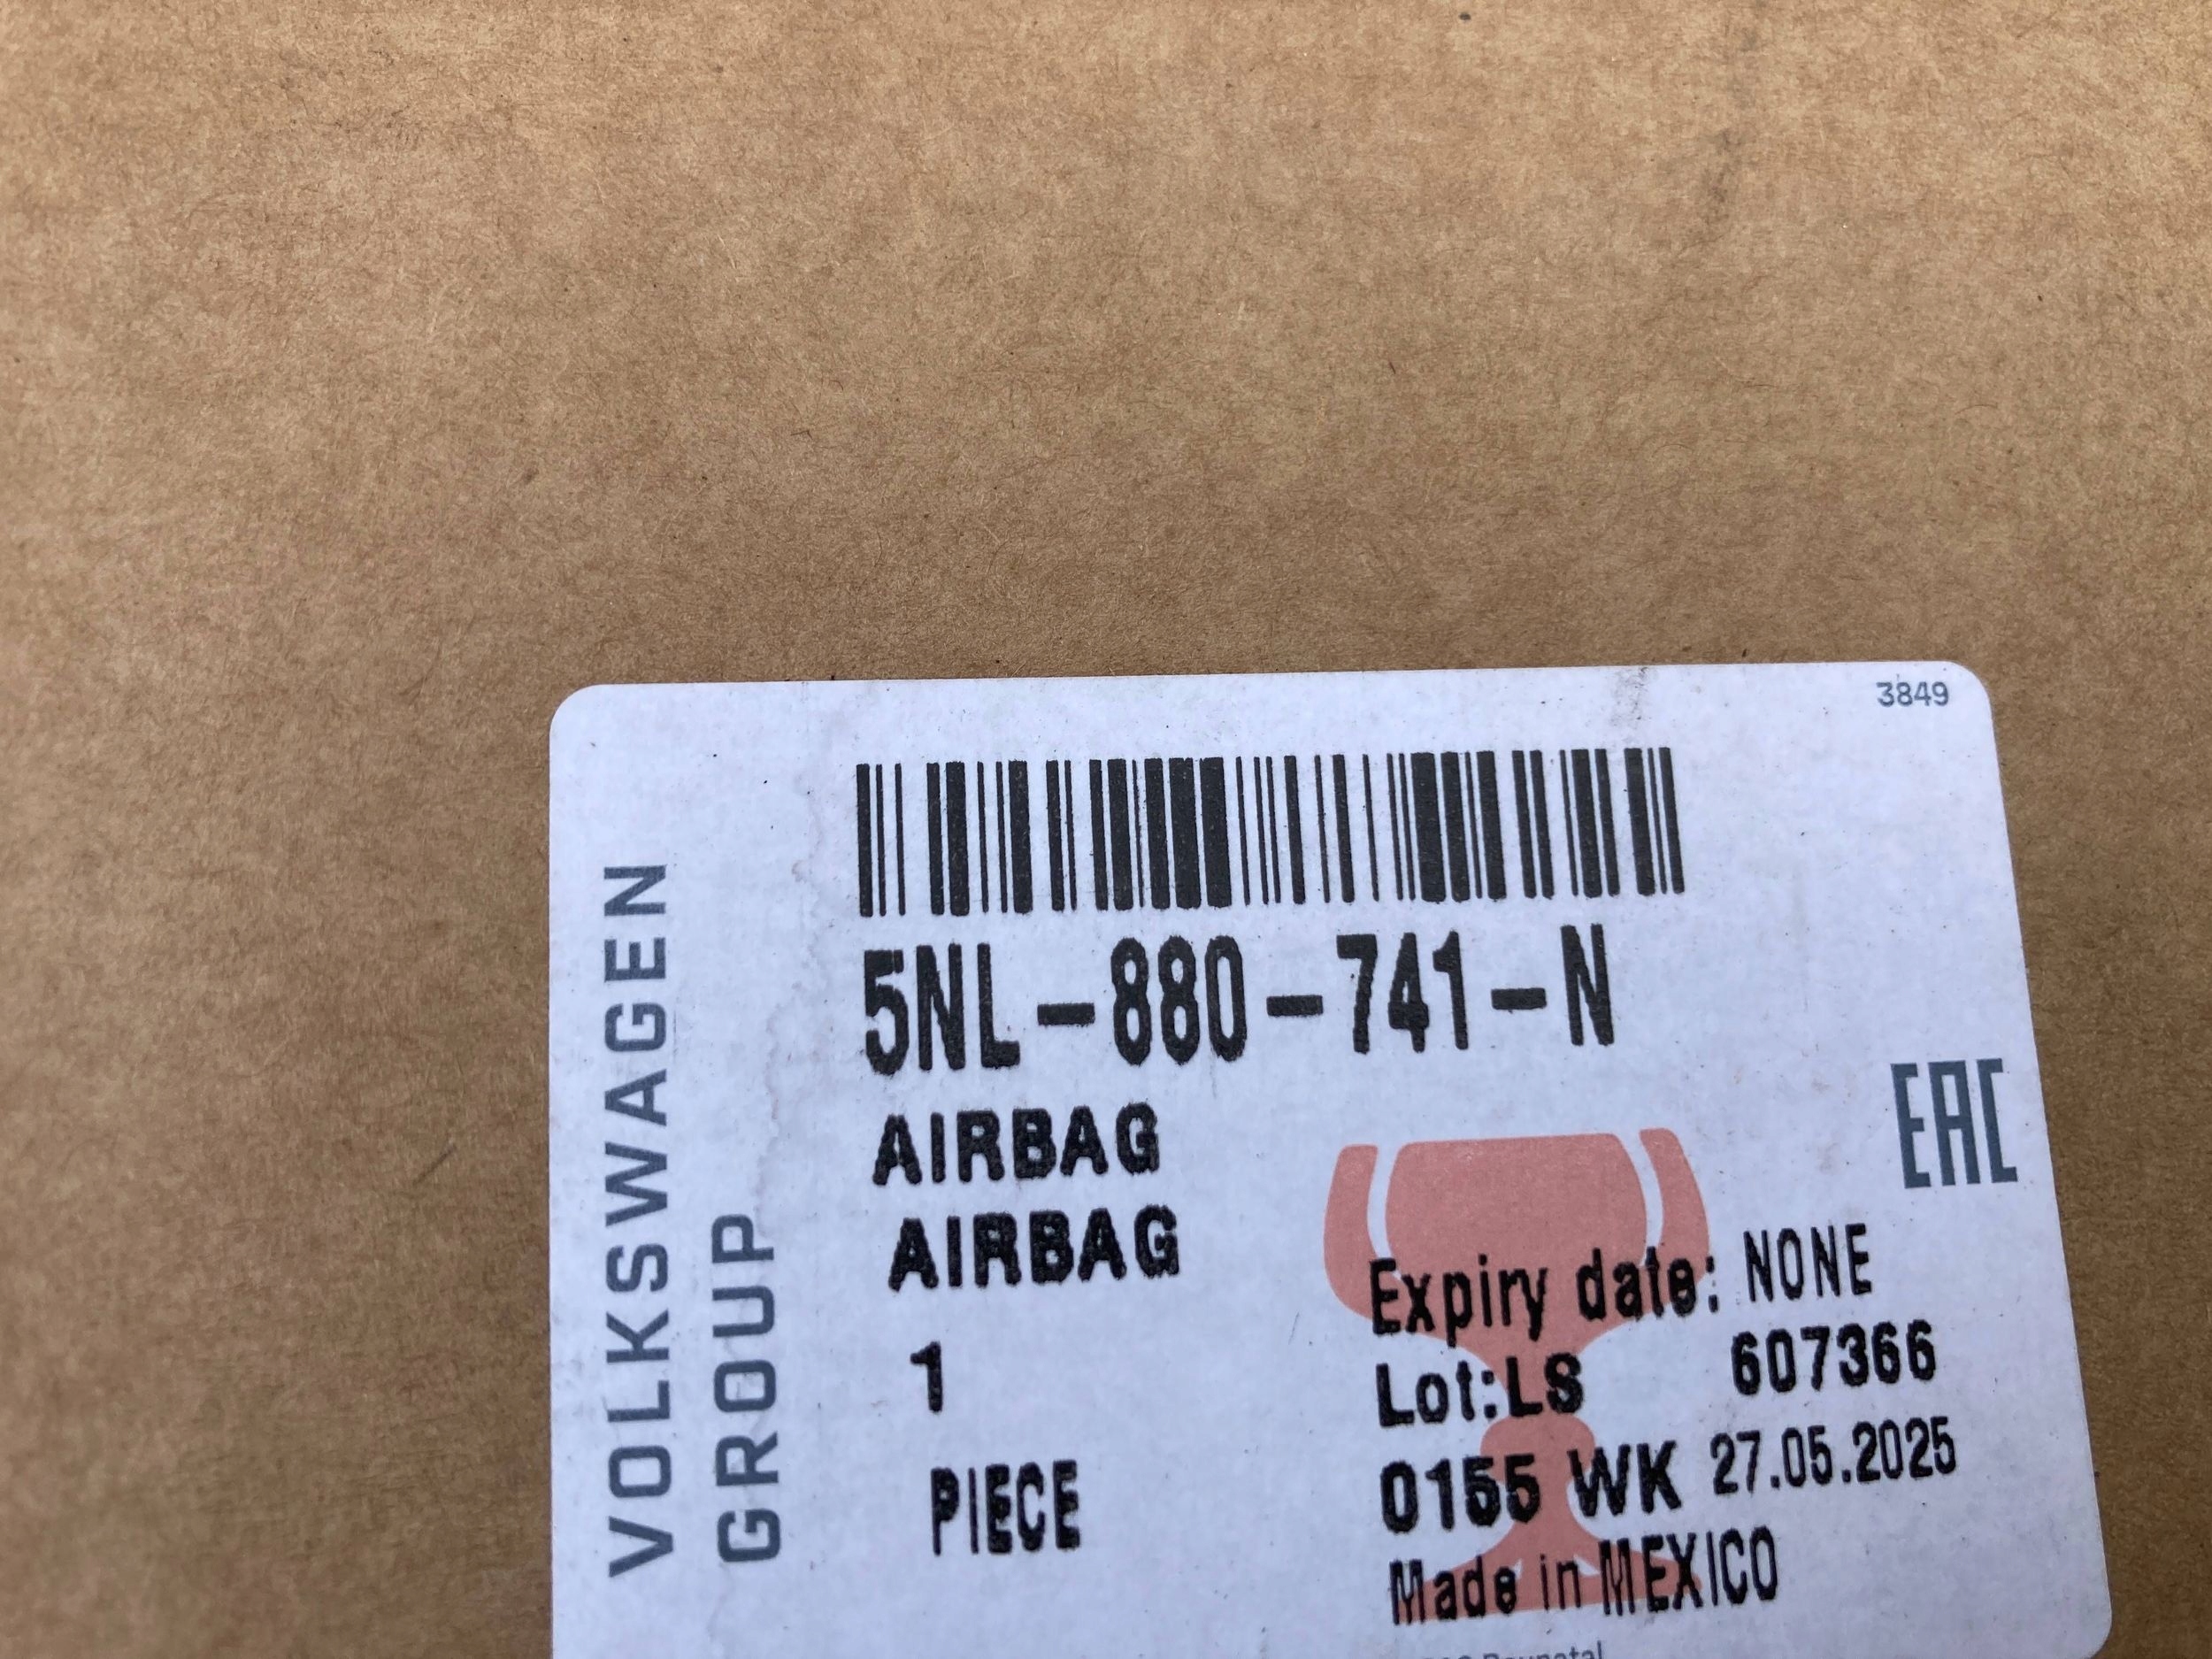 3849
VOLKSWAGEN
GROUP
5NL-880-741-N
EAC
AIRBAG
AIRBAG
1
PIECE
Expiry date: NONE
Lot:LS 607366
0155 WK 27.05.2025
Made in MEXICO